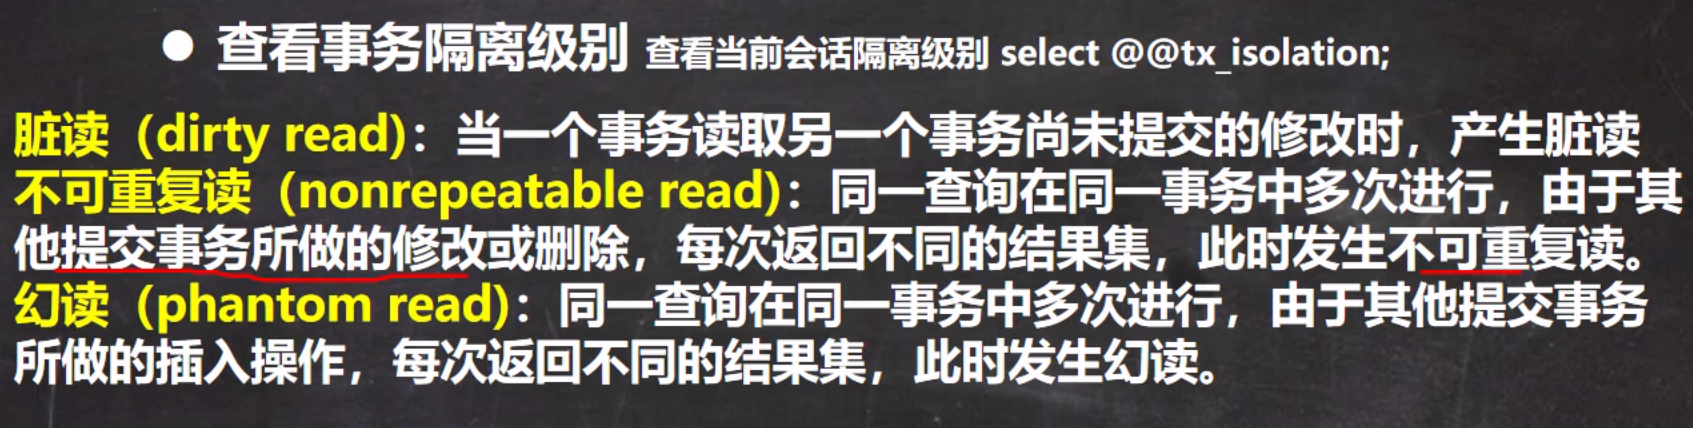 ● 查看事务隔离级别 查看当前会话隔离级别 select @@tx_isolation;
脏读（dirty read)：当一个事务读取另一个事务尚未提交的修改时，产生脏读
不可重复读（nonrepeatable read)：同一查询在同一事务中多次进行，由于其
他提交事务所做的修改或删除，每次返回不同的结果集，此时发生不可重复读。
幻读（phantom read)：同一查询在同一事务中多次进行，由于其他提交事务
所做的插入操作，每次返回不同的结果集，此时发生幻读。